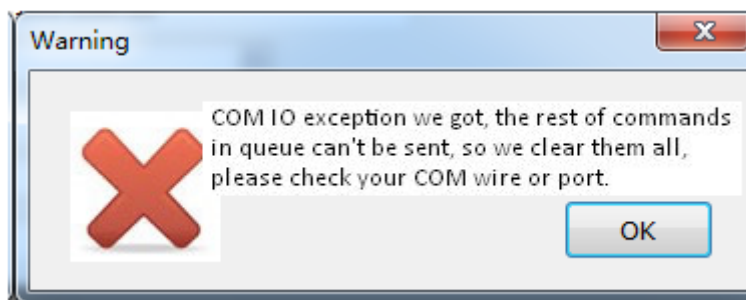 Warning
COM IO exception we got, the rest of commands
in queue can't be sent, so we clear them all,
please check your COM wire or port.
OK